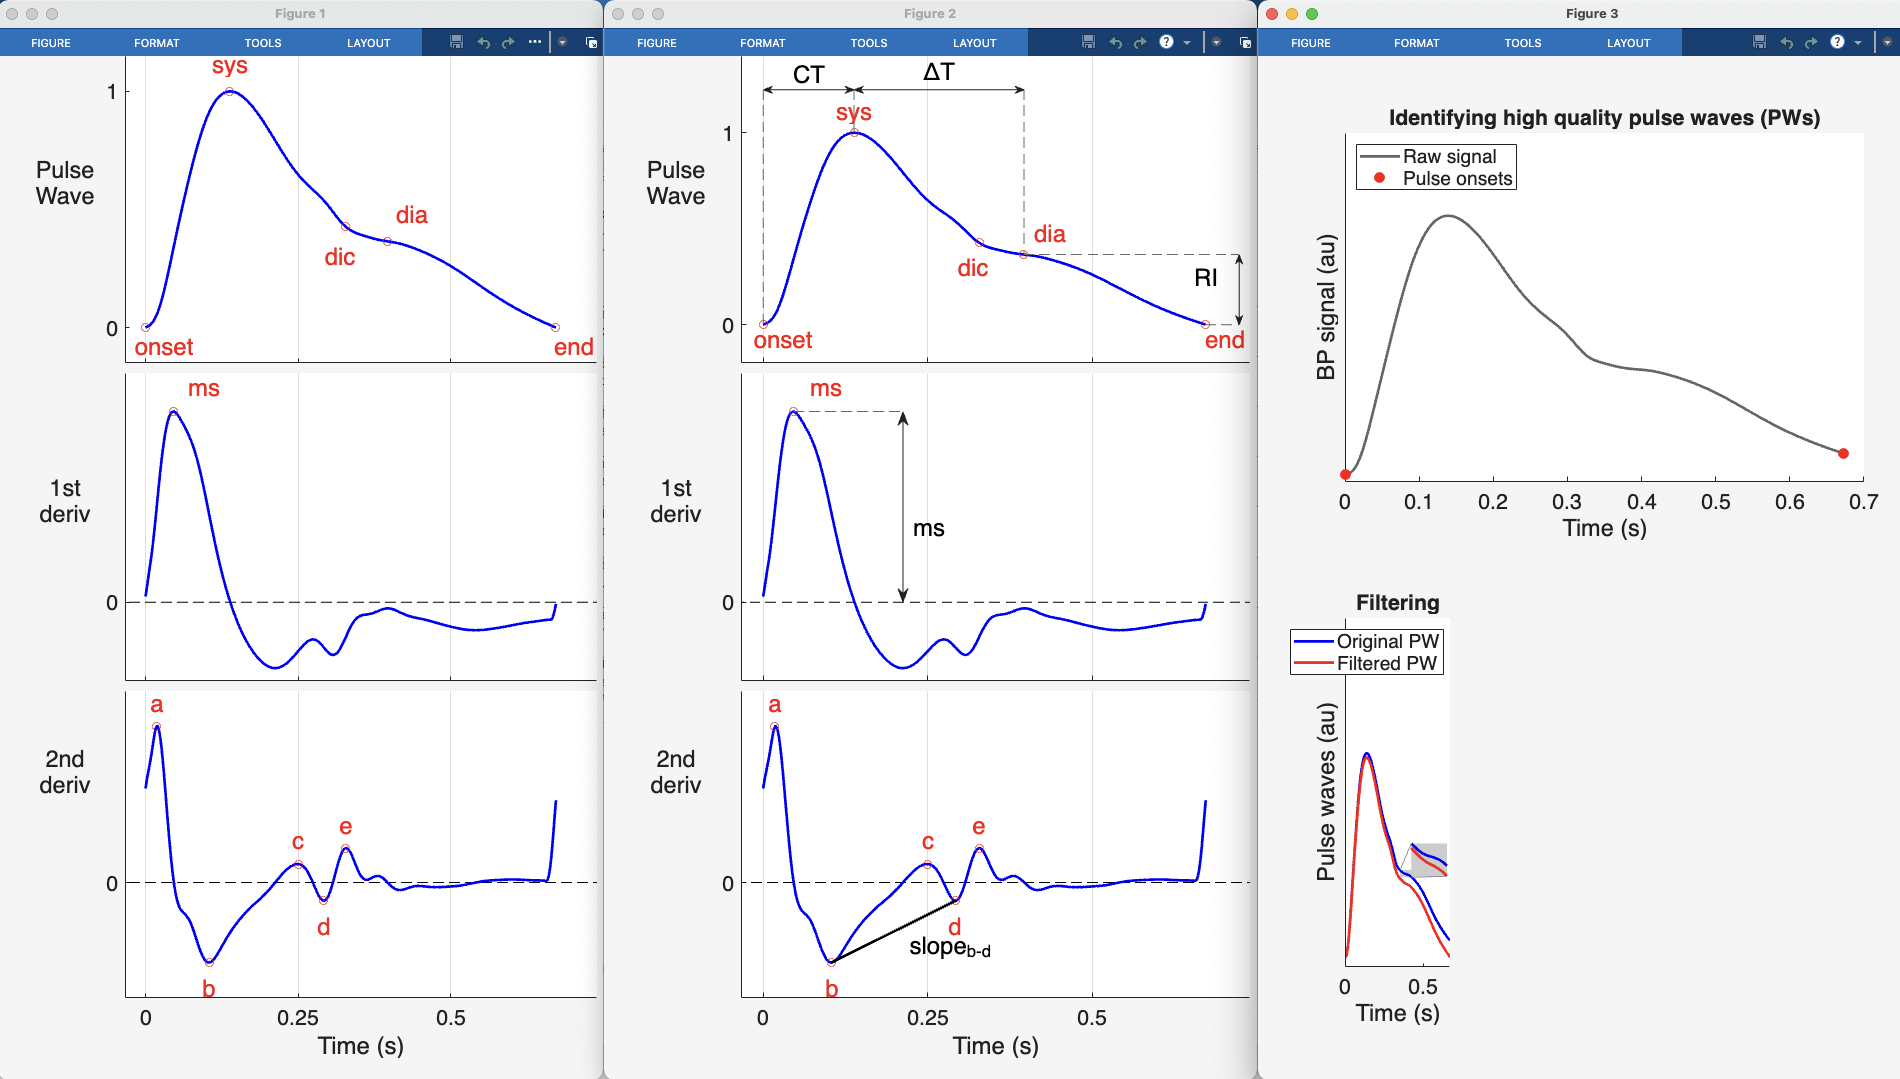 Figure 1
FIGURE
FORMAT
TOOLS
LAYOUT
sys
1
Pulse
Wave
dia
dic
0
onset
end
ms
1st
deriv
0
a
2nd
deriv
e
c
0
d
b
0
0.25
0.5
Time (s)
Figure 2
FIGURE
FORMAT
TOOLS
LAYOUT
CT
ΔT
sys
1
Pulse
Wave
dia
dic
RI
0
onset
end
ms
1st
deriv
ms
0
a
2nd
deriv
e
c
0
d
slopeb-d
b
0
0.25
0.5
Time (s)
Figure 3
FIGURE
FORMAT
TOOLS
LAYOUT
Identifying high quality pulse waves (PWs)
Raw signal
Pulse onsets
BP signal (au)
0
0.1
0.2
0.3
0.4
0.5
0.6
0.7
Time (s)
Filtering
Original PW
Filtered PW
Pulse waves (au)
0
0.5
Time (s)